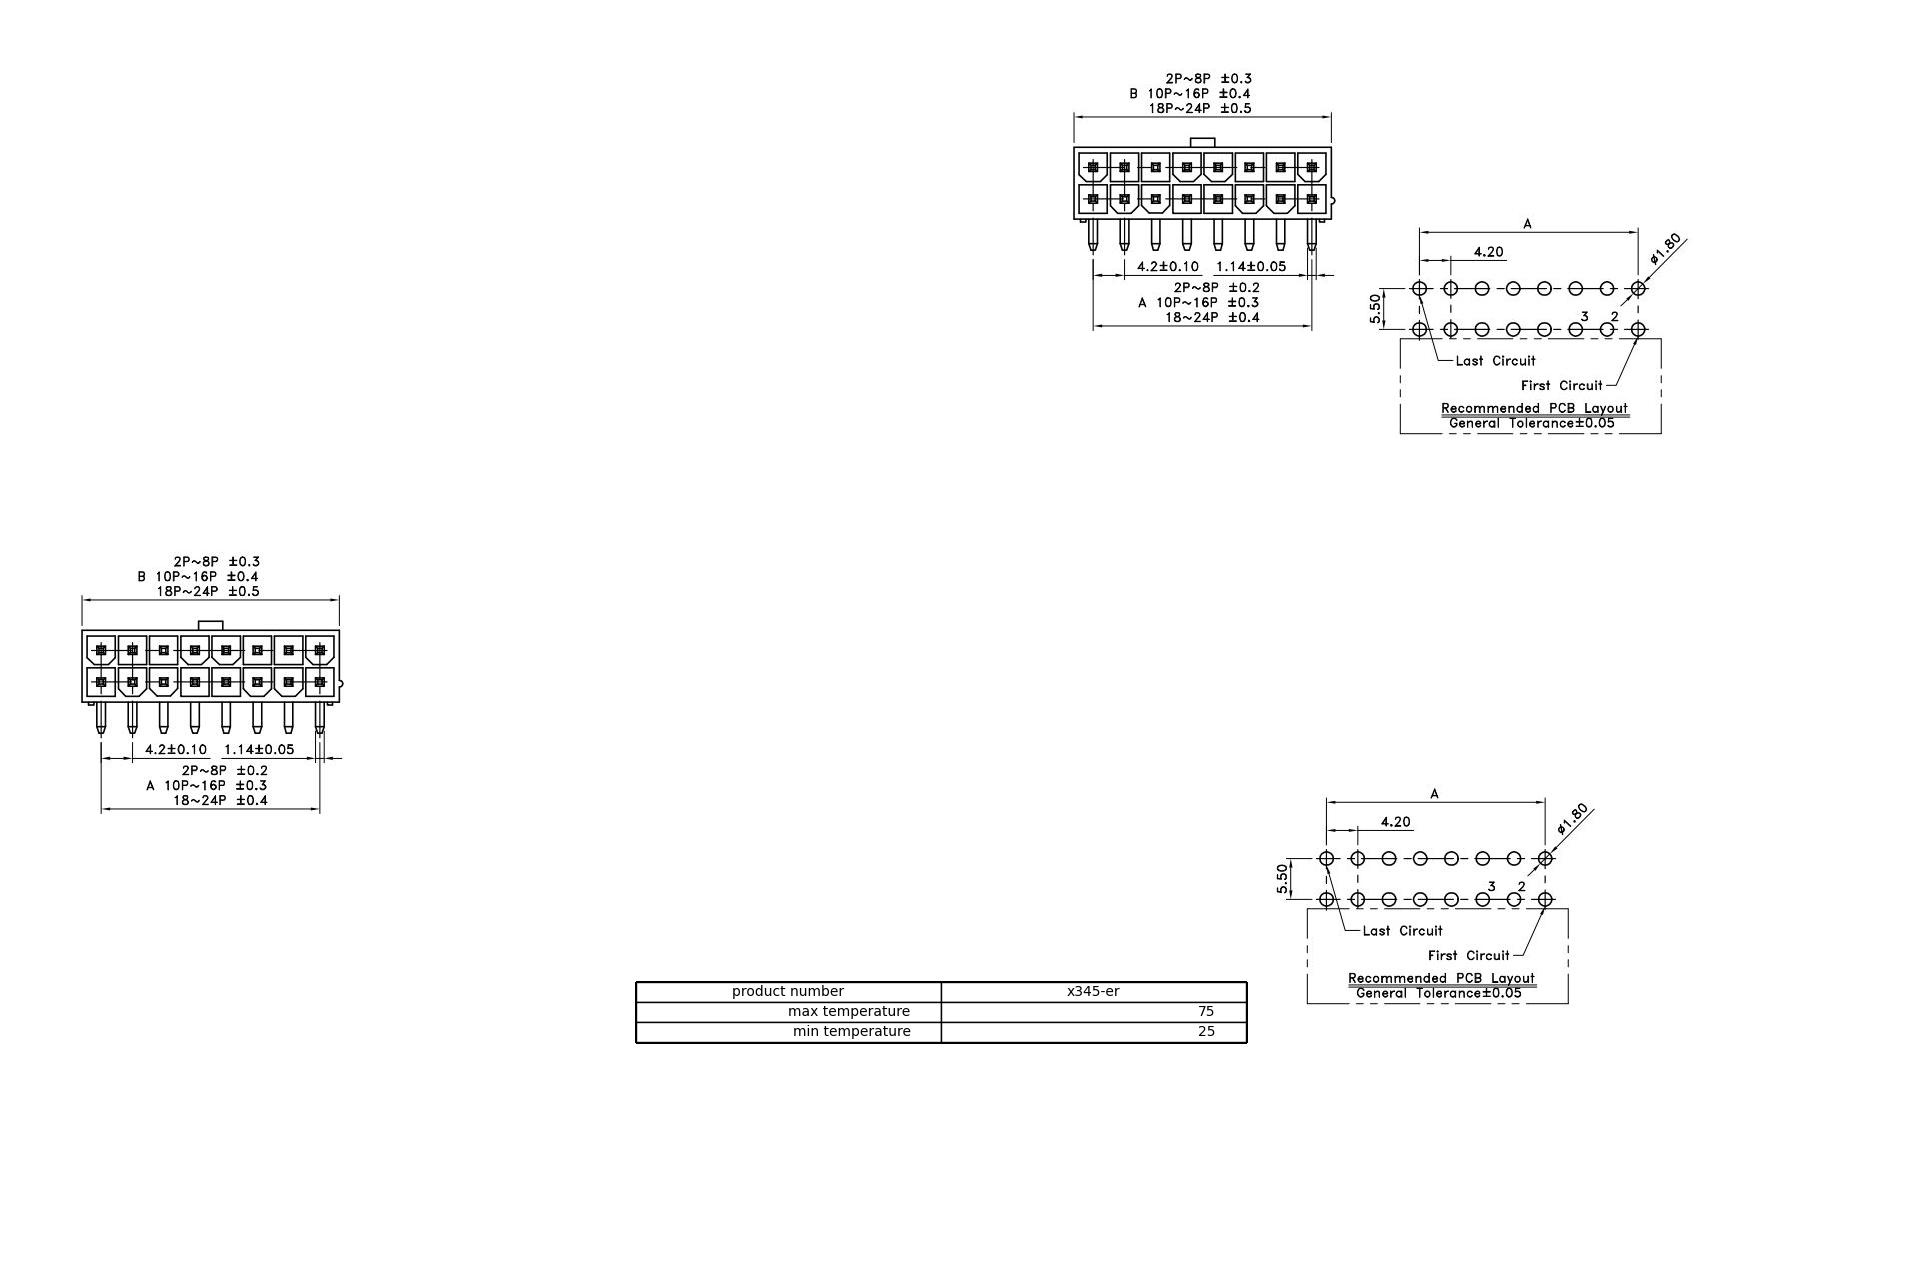 2P~8P ±0.3
B 10P~16P ±0.4
18P~24P ±0.5
4.2±0.10 1.14±0.05
2P~8P ±0.2
A 10P~16P ±0.3
18~24P ±0.4
A
4.20
ø1.80
5.50
3 2
Last Circuit
First Circuit
Recommended PCB Layout
General Tolerance±0.05
2P~8P ±0.3
B 10P~16P ±0.4
18P~24P ±0.5
4.2±0.10 1.14±0.05
2P~8P ±0.2
A 10P~16P ±0.3
18~24P ±0.4
A
4.20
ø1.80
5.50
3 2
Last Circuit
First Circuit
Recommended PCB Layout
General Tolerance±0.05
product number x345-er
max temperature 75
min temperature 25